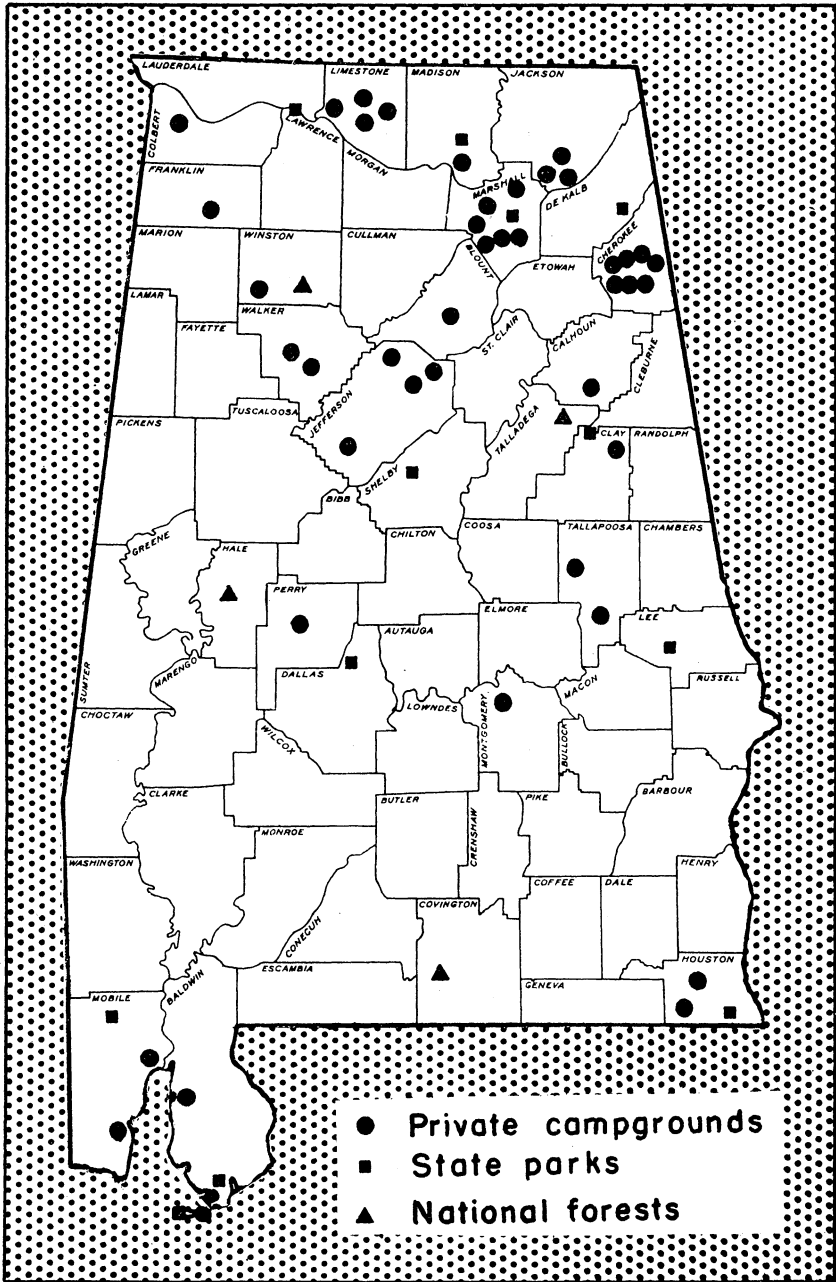 LAUDERDALE
LIMESTONE
MADISON
JACKSON
COLBERT
LAWRENCE
MORGAN
FRANKLIN
MARSHALL
DE KALB
MARION
WINSTON
CULLMAN
BLOUNT
CHEROKEE
ETOWAH
LAMAR
WALKER
FAYETTE
ST. CLAIR
CALHOUN
CLEBURNE
TUSCALOOSA
JEFFERSON
PICKENS
TALLADEGA
CLAY
RANDOLPH
SHELBY
BIBB
COOSA
TALLAPOOSA
CHAMBERS
CHILTON
GREENE
HALE
PERRY
ELMORE
LEE
AUTAUGA
SUMTER
MARENGO
DALLAS
MACON
RUSSELL
CHOCTAW
LOWNDES
MONTGOMERY
BULLOCK
WILCOX
CLARKE
BUTLER
PIKE
BARBOUR
MONROE
CRENSHAW
WASHINGTON
HENRY
COFFEE
DALE
COVINGTON
CONECUH
ESCAMBIA
HOUSTON
BALDWIN
GENEVA
MOBILE
Private campgrounds
State parks
National forests